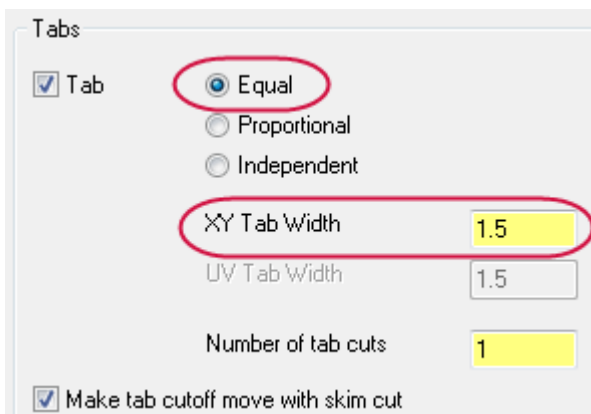 Tabs
Tab
Equal
Proportional
Independent
XY Tab Width 1.5
UV Tab Width 1.5
Number of tab cuts 1
Make tab cutoff move with skim cut